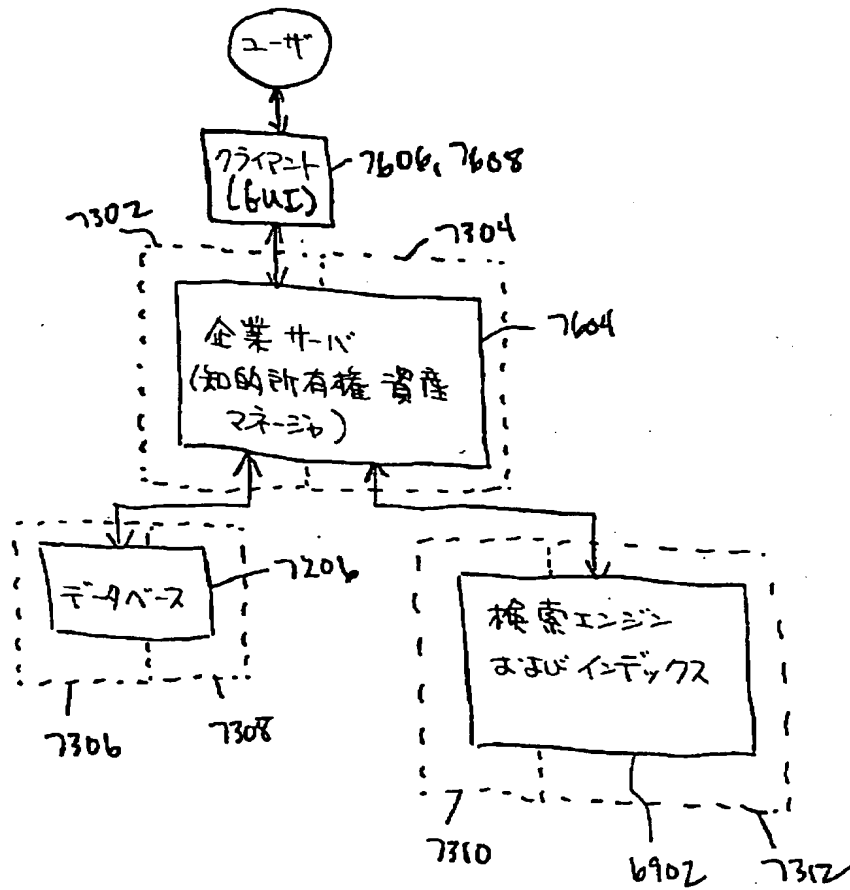 ユーザ
クライアント
(GUI)
7606、7608
7302
7304
企業サーバ
(知的所有権資産
マネージャ)
7604
データベース
7206
7306
7308
検索エンジン
およびインデックス
7310
6902
7312